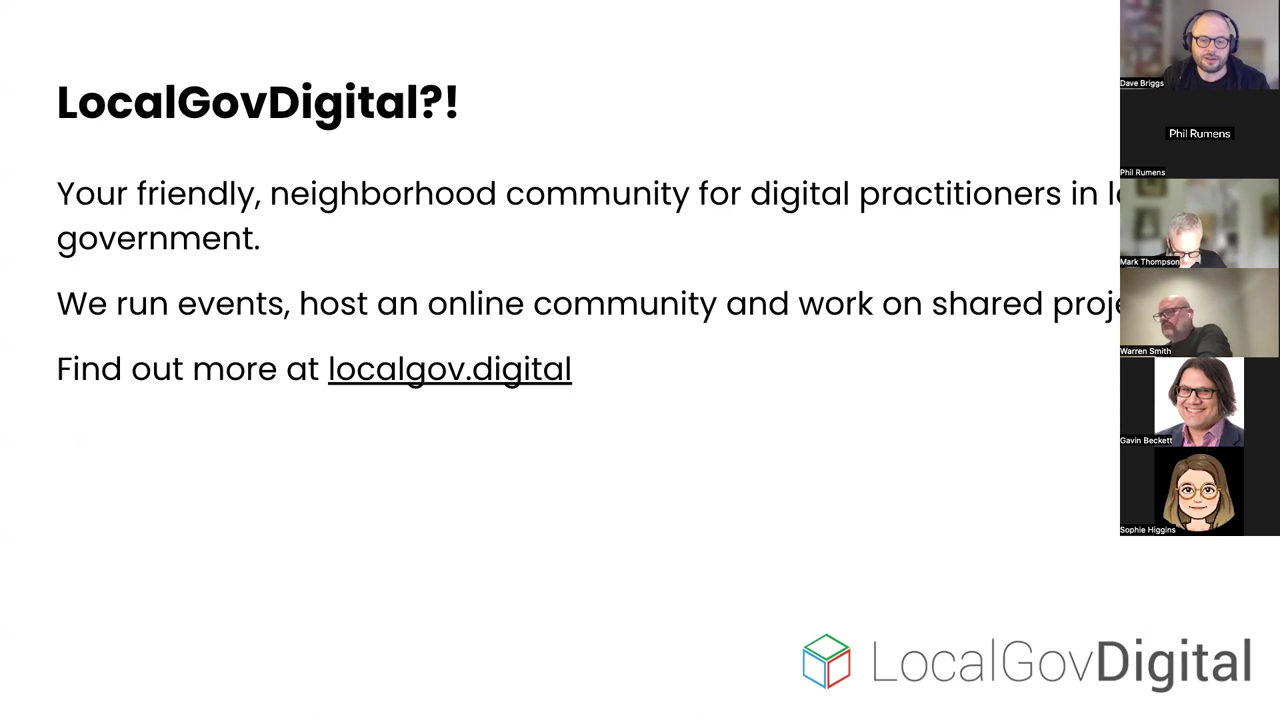 LocalGovDigital?!
Your friendly, neighborhood community for digital practitioners in
government.
We run events, host an online community and work on shared
Find out more at localgov.digital
Dave Briggs
Phil Rumens
Phil Rumens
Mark Thompson
Warren Smith
Gavin Beckett
Sophie Higgins
LocalGovDigital